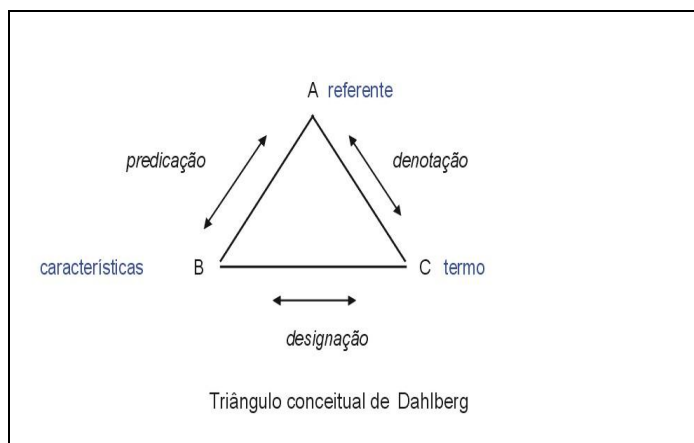 A referente
predicação
denotação
características B
C termo
designação
Triângulo conceitual de Dahlberg